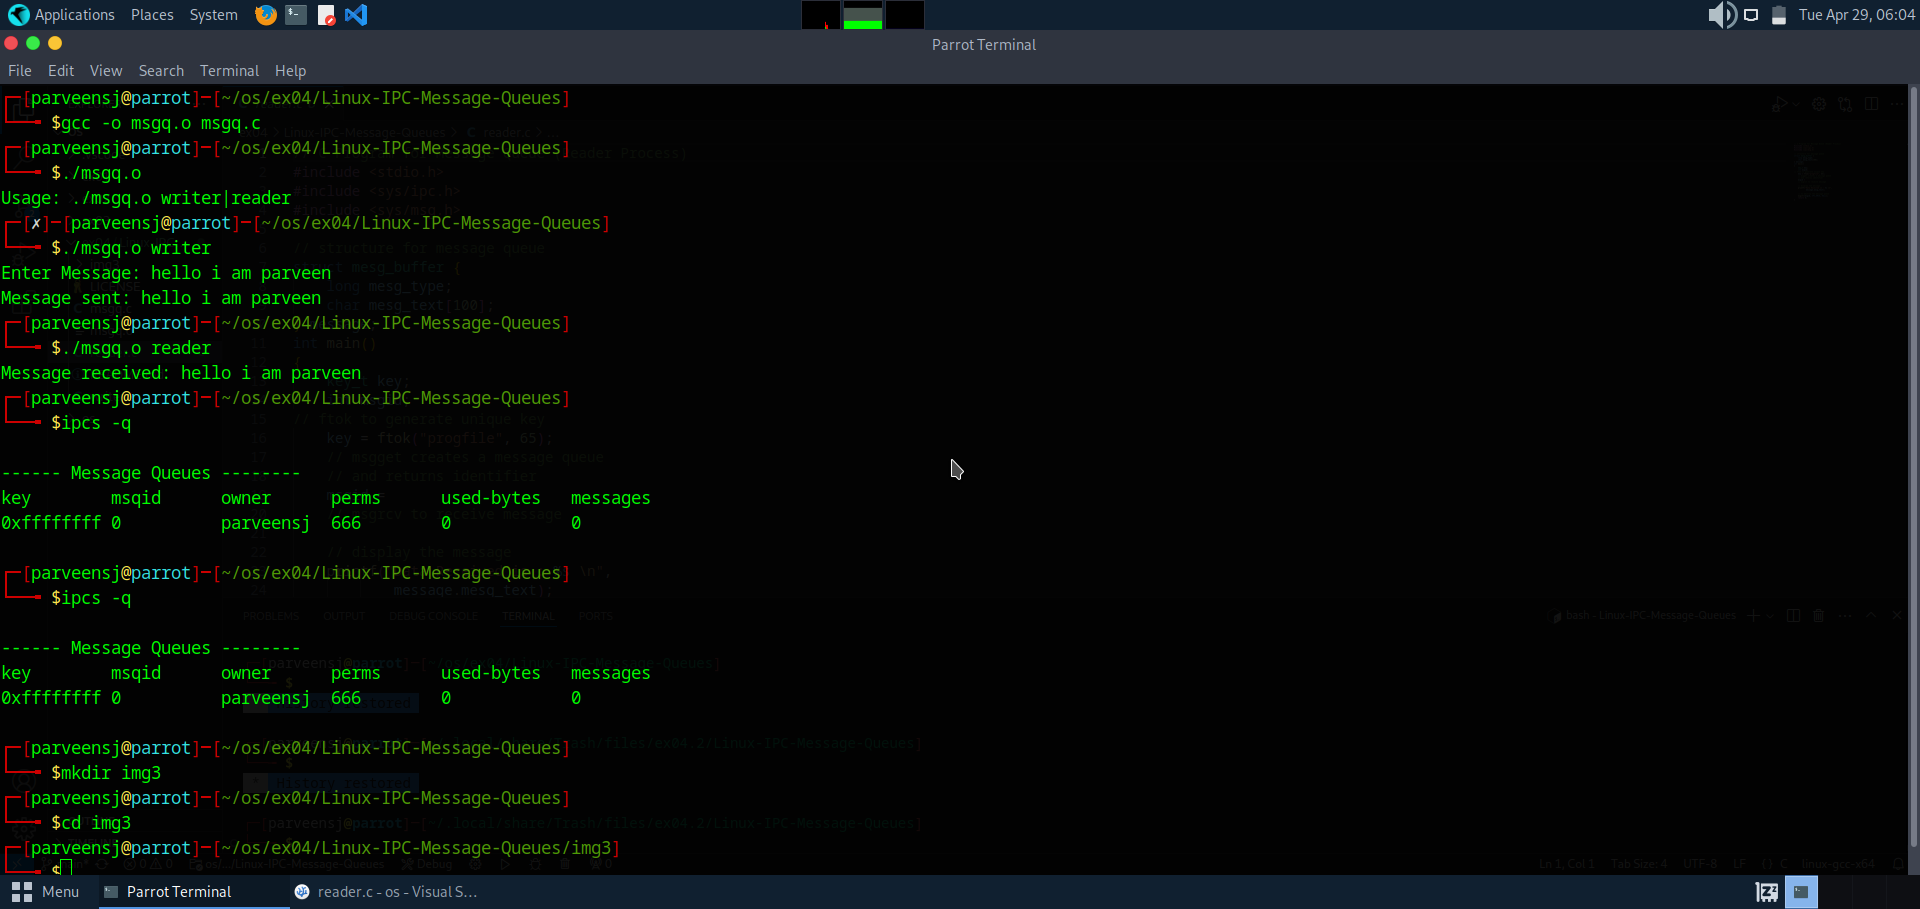 Applications Places System Tue Apr 29, 06:04
Parrot Terminal
File Edit View Search Terminal Help
[parveensj@parrot]─[~/os/ex04/Linux-IPC-Message-Queues]
$gcc -o msgq.o msgq.c
[parveensj@parrot]─[~/os/ex04/Linux-IPC-Message-Queues]
$./msgq.o
Usage: ./msgq.o writer|reader
[✗]─[parveensj@parrot]─[~/os/ex04/Linux-IPC-Message-Queues]
$./msgq.o writer
Enter Message: hello i am parveen
Message sent: hello i am parveen
[parveensj@parrot]─[~/os/ex04/Linux-IPC-Message-Queues]
$./msgq.o reader
Message received: hello i am parveen
[parveensj@parrot]─[~/os/ex04/Linux-IPC-Message-Queues]
$ipcs -q
------ Message Queues --------
key msqid owner perms used-bytes messages
0xffffffff 0 parveensj 666 0 0
[parveensj@parrot]─[~/os/ex04/Linux-IPC-Message-Queues]
$ipcs -q
------ Message Queues --------
key msqid owner perms used-bytes messages
0xffffffff 0 parveensj 666 0 0
[parveensj@parrot]─[~/os/ex04/Linux-IPC-Message-Queues]
$mkdir img3
[parveensj@parrot]─[~/os/ex04/Linux-IPC-Message-Queues]
$cd img3
[parveensj@parrot]─[~/os/ex04/Linux-IPC-Message-Queues/img3]
$
Menu Parrot Terminal reader.c - os - Visual S...